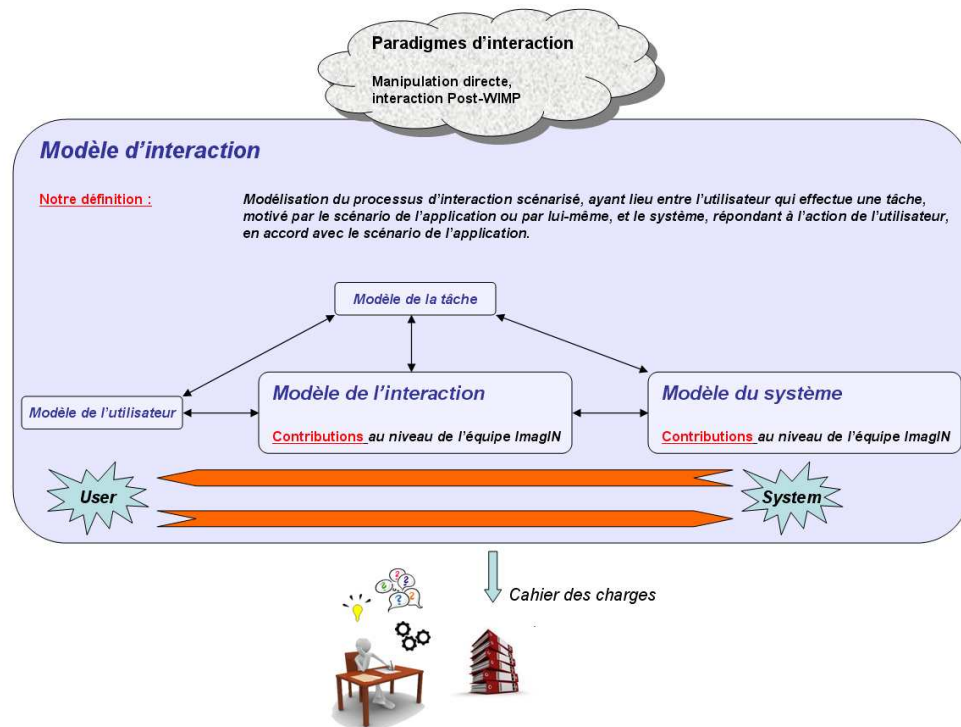 Paradigmes d'interaction
Manipulation directe,
interaction Post-WIMP
Modèle d'interaction
Notre définition :
Modélisation du processus d'interaction scénarisé, ayant lieu entre l'utilisateur qui effectue une tâche,
motivé par le scénario de l'application ou par lui-même, et le système, répondant à l'action de l'utilisateur,
en accord avec le scénario de l'application.
Modèle de la tâche
Modèle de l'utilisateur
Modèle de l'interaction
Contributions au niveau de l'équipe ImagIN
Modèle du système
Contributions au niveau de l'équipe ImagIN
User
System
Cahier des charges
? ? ?
? ?